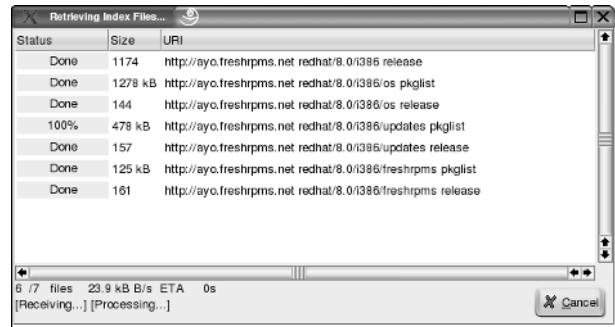 Retrieving Index Files...
Status Size URI
Done 1174 http://ayo.freshrpms.net redhat/8.0/i386 release
Done 1278 kB http://ayo.freshrpms.net redhat/8.0/i386/os pkglist
Done 144 http://ayo.freshrpms.net redhat/8.0/i386/os release
100% 478 kB http://ayo.freshrpms.net redhat/8.0/i386/updates pkglist
Done 157 http://ayo.freshrpms.net redhat/8.0/i386/updates release
Done 125 kB http://ayo.freshrpms.net redhat/8.0/i386/freshrpms pkglist
Done 161 http://ayo.freshrpms.net redhat/8.0/i386/freshrpms release
6 /7 files 23.9 kB B/s ETA 0s
[Receiving...] [Processing...]
Cancel